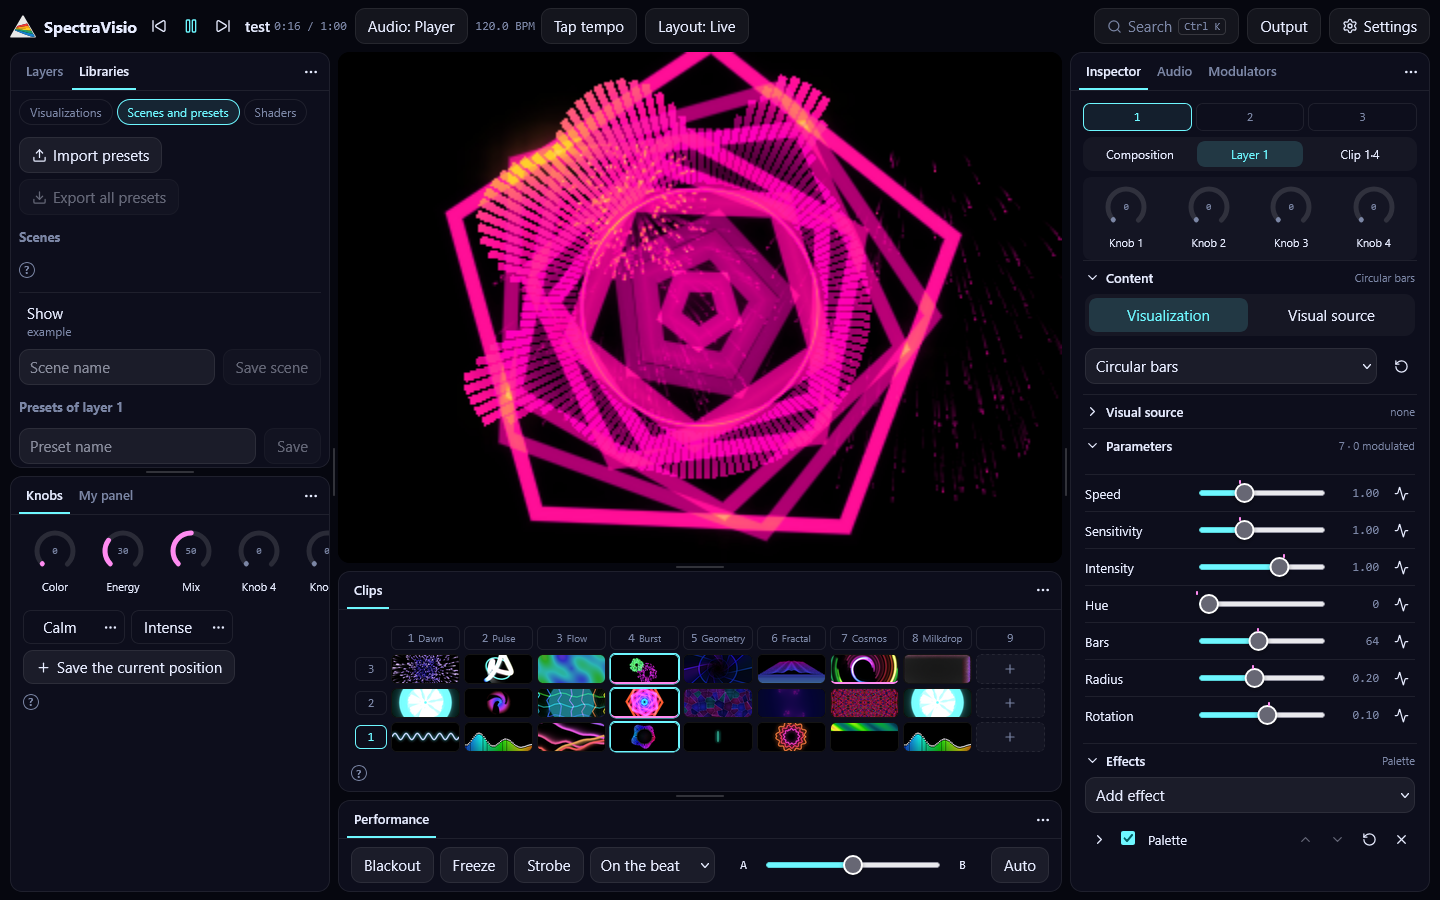 SpectraVisio test 0:16 / 1:00 Audio: Player 120.0 BPM Tap tempo Layout: Live Search Ctrl K Output Settings
Layers Libraries
Visualizations Scenes and presets Shaders
Import presets
Export all presets
Scenes
?
Show
example
Scene name Save scene
Presets of layer 1
Preset name Save
Knobs My panel
0 30 50 0
Color Energy Mix Knob 4 Kno
Calm Intense
+ Save the current position
?
Clips
1 Dawn 2 Pulse 3 Flow 4 Burst 5 Geometry 6 Fractal 7 Cosmos 8 Milkdrop 9
3 +
2 +
1 +
?
Performance
Blackout Freeze Strobe On the beat A B Auto
Inspector Audio Modulators
1 2 3
Composition Layer 1 Clip 1·4
0 0 0 0
Knob 1 Knob 2 Knob 3 Knob 4
Content Circular bars
Visualization Visual source
Circular bars
Visual source none
Parameters 7 · 0 modulated
Speed 1.00
Sensitivity 1.00
Intensity 1.00
Hue 0
Bars 64
Radius 0.20
Rotation 0.10
Effects Palette
Add effect
Palette